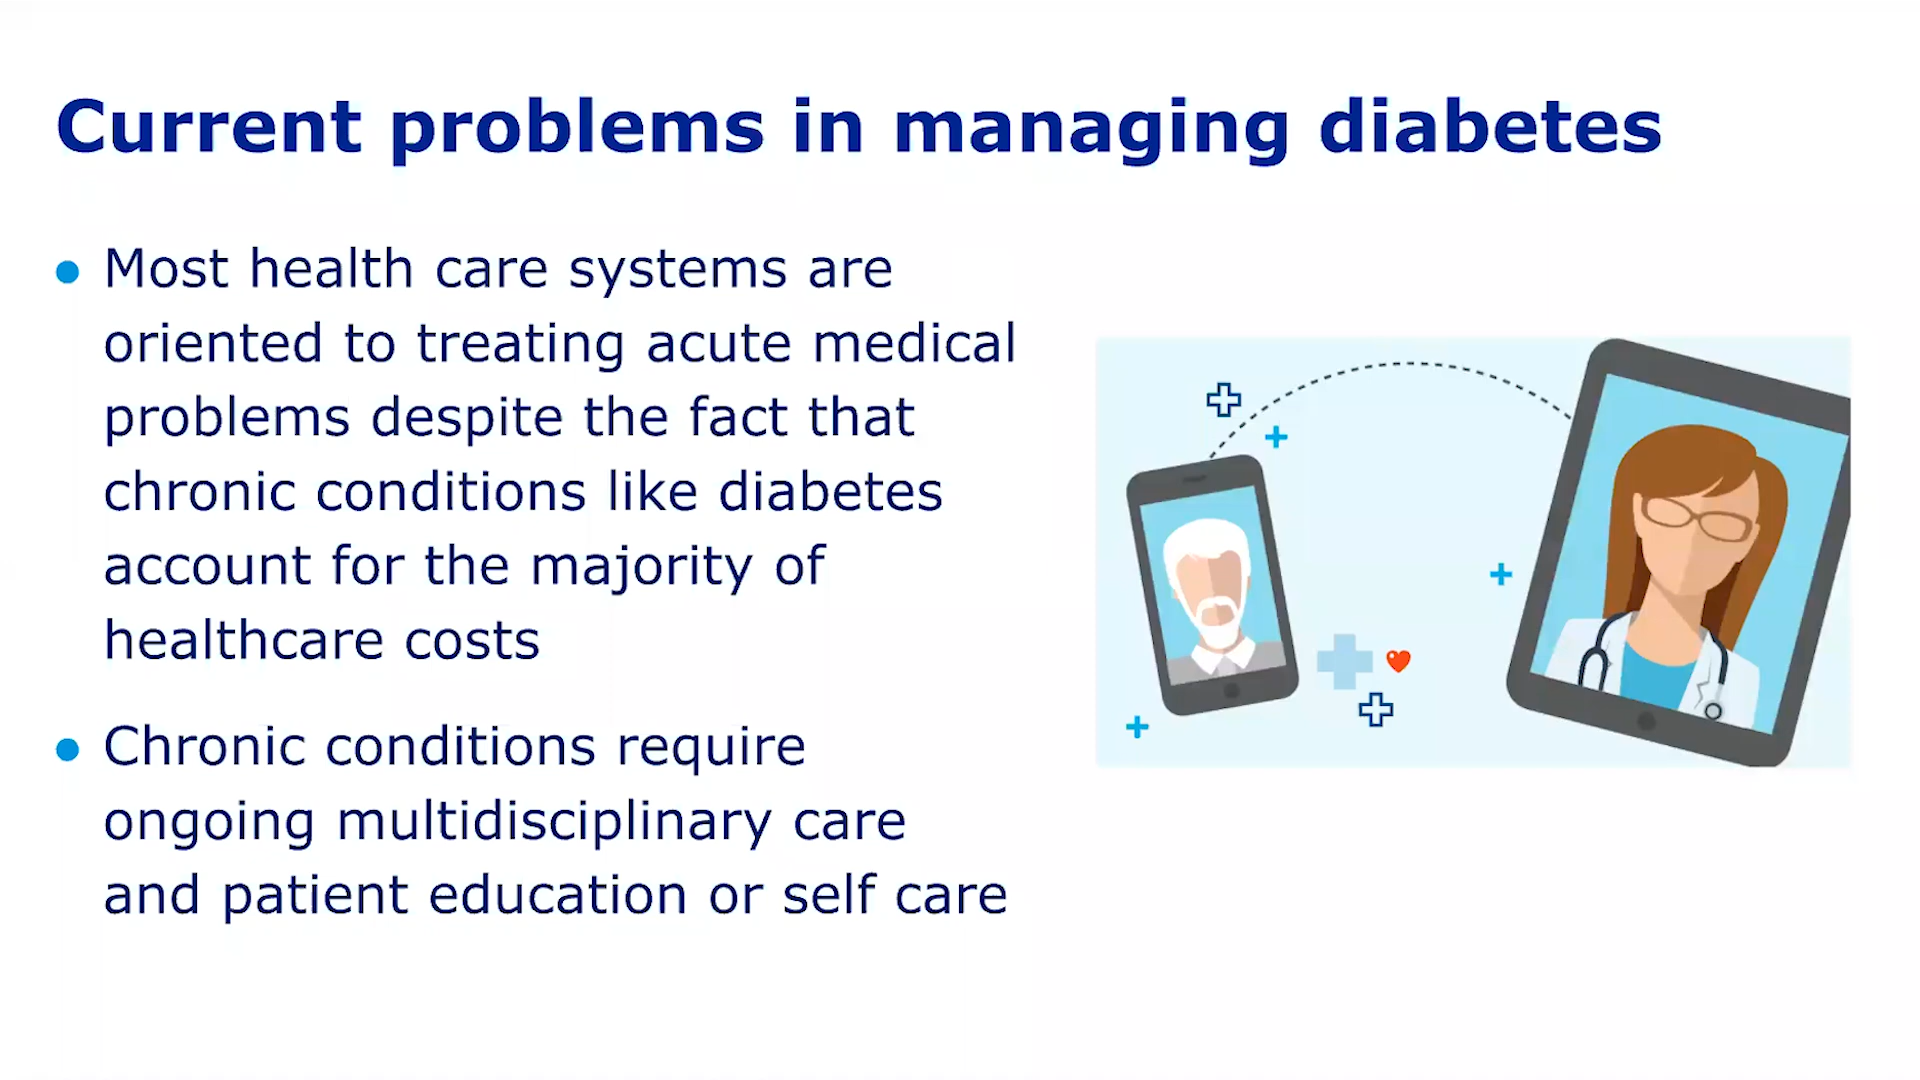 Current problems in managing diabetes
• Most health care systems are
oriented to treating acute medical
problems despite the fact that
chronic conditions like diabetes
account for the majority of
healthcare costs
• Chronic conditions require
ongoing multidisciplinary care
and patient education or self care